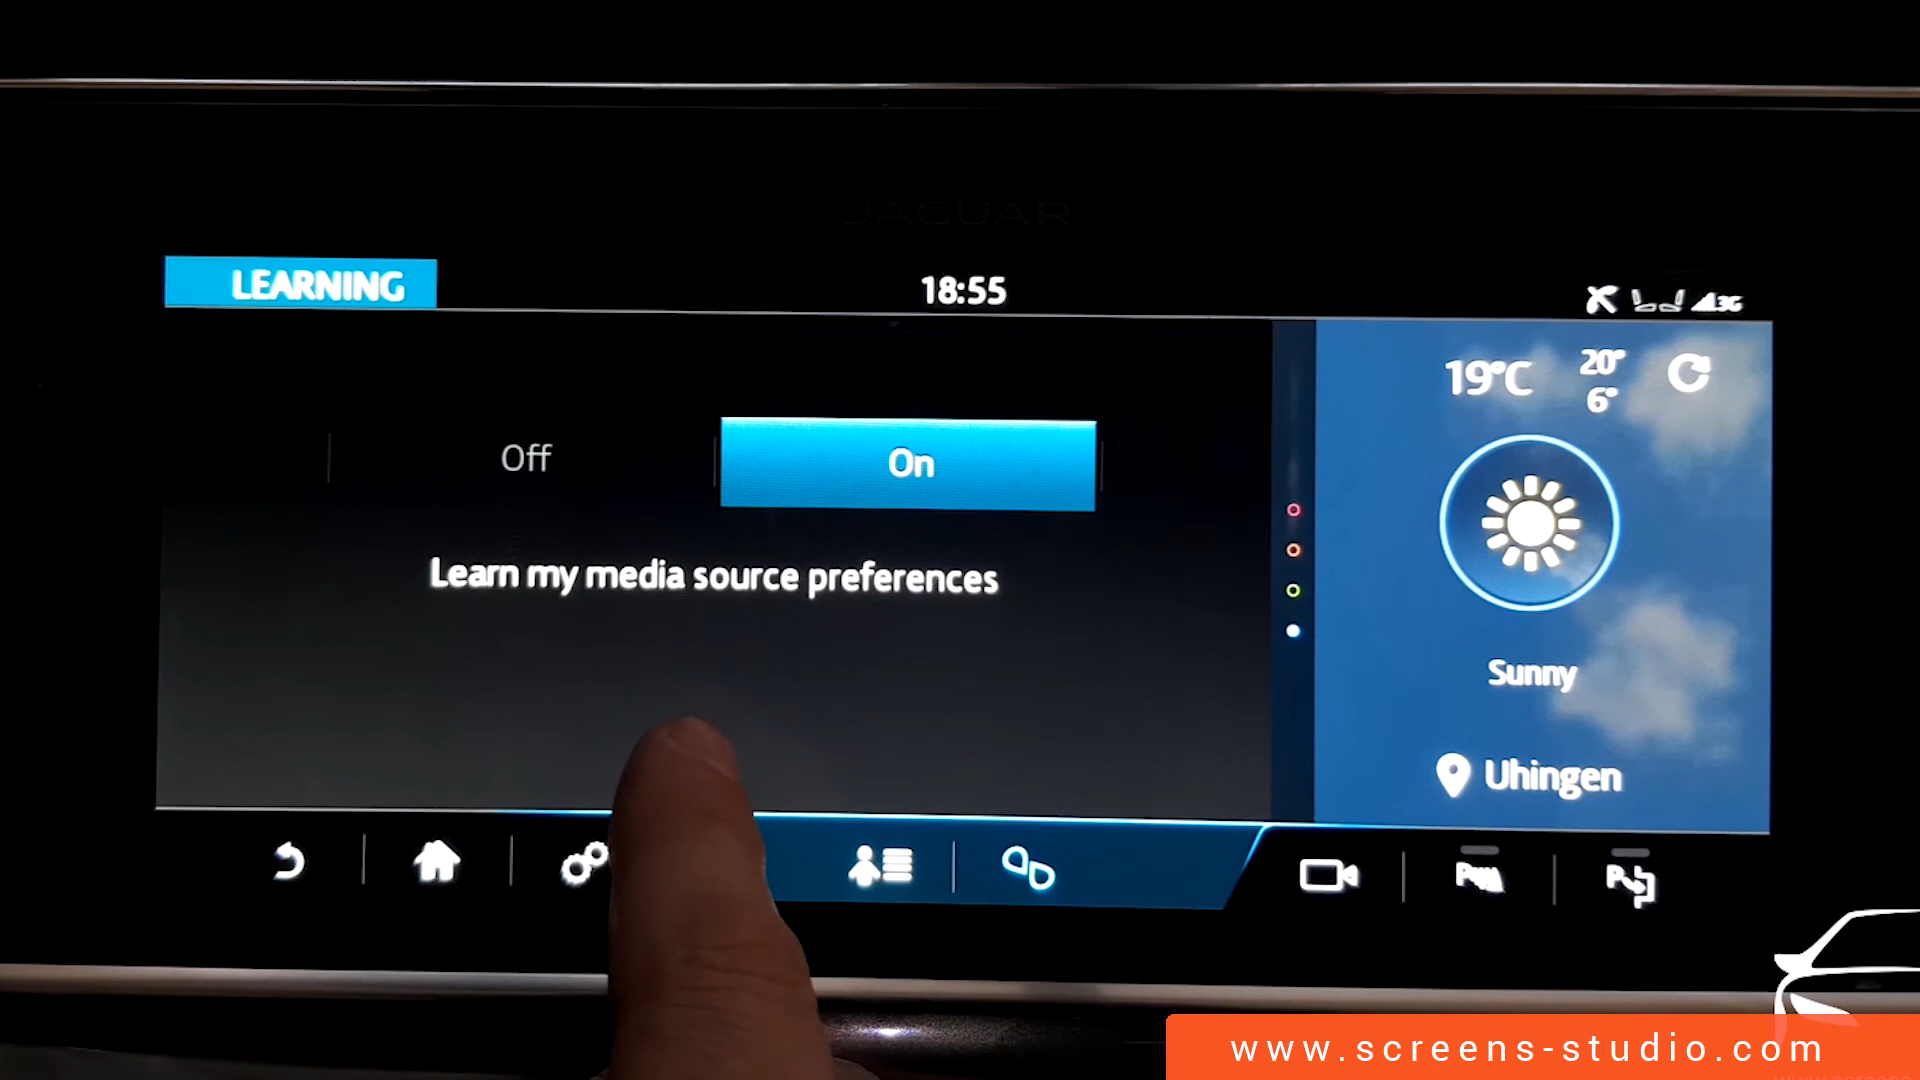 JAGUAR
LEARNING
18:55
3G
19°C
20°
6°
Off
On
Learn my media source preferences
Sunny
Uhingen
P
P
www.screens-studio.com